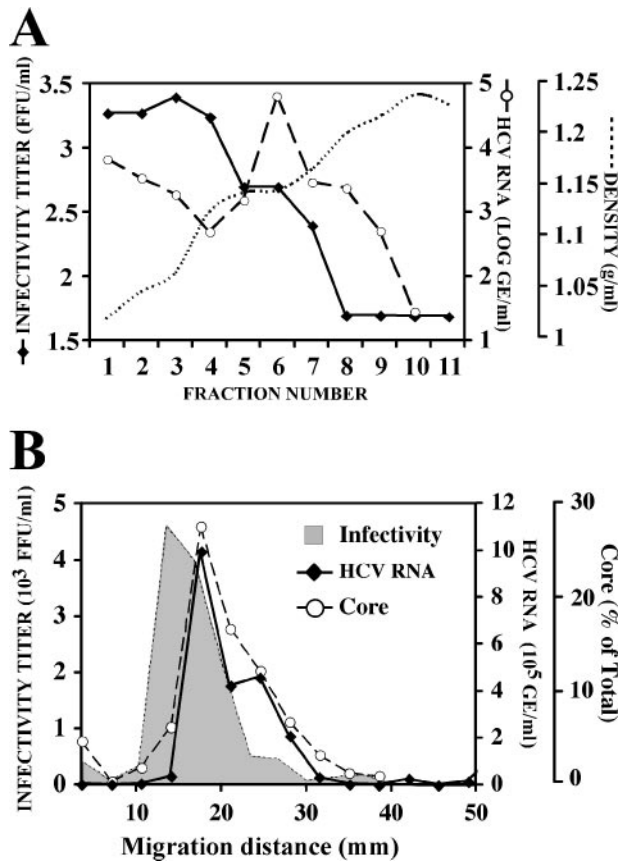 A
INFECTIVITY TITER (FFU/ml)
3.5
3
2.5
2
1.5
1 2 3 4 5 6 7 8 9 10 11
FRACTION NUMBER
5
4
3
2
1
HCV RNA (LOG GE/ml)
1.25
1.2
1.15
1.1
1.05
1
DENSITY (g/ml)
B
INFECTIVITY TITER (10³ FFU/ml)
5
4
3
2
1
0
Infectivity
HCV RNA
Core
0 10 20 30 40 50
Migration distance (mm)
12
10
8
6
4
2
0
HCV RNA (10⁵ GE/ml)
30
20
10
0
Core (% of Total)